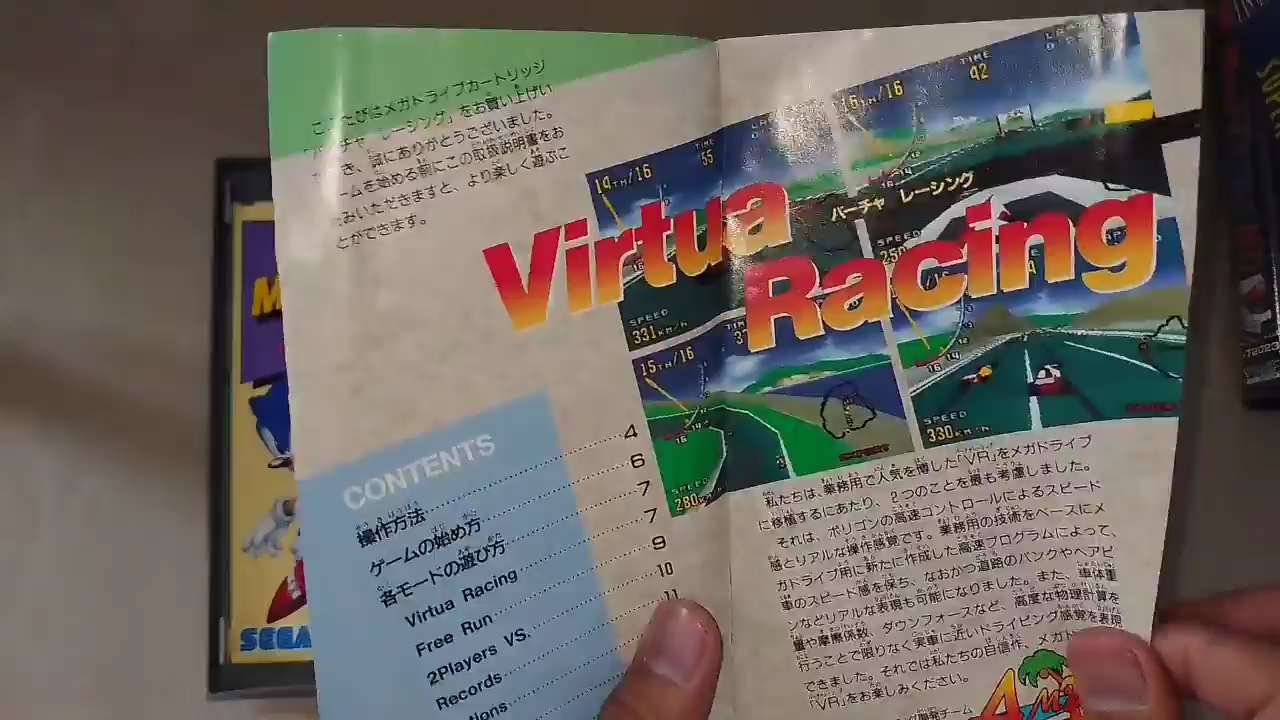 このたびはメガドライブカートリッジ
レーシング」をお買い上げい
き、誠にありがとうございました。
ームを始める前にこの取扱説明書をお
みいただきますと、より楽しく遊ぶこ
とができます。
14TH/16
TIME
55
16TH/16
TIME
42
バーチャ レーシング
Virtua
Racing
SPEED
331KM/H
SPEED
15TH/16
SPEED
280
SPEED
330KM/H
CONTENTS
操作方法 4
ゲームの始め方 6
各モードの遊び方 7
Virtua Racing 7
Free Run 9
2Players VS. 10
Records 11
tions
私たちは、業務用で人気を博した「VR」をメガドライブ
に移植するにあたり、2つのことを最も考慮しました。
それは、ポリゴンの高速コントロールによるスピード
感とリアルな操作感覚です。業務用の技術をベースにメ
ガドライブ用に新たに作成した高速プログラムによって、
車のスピード感を保ち、なおかつ道路のバンクやヘアピ
ンなどリアルな表現も可能になりました。また、車体重
量や摩擦係数、ダウンフォースなど、高度な物理計算を
行うことで限りなく実車に近いドライビング感覚を表現
できました。それでは私たちの自信作、メガドラ
「VR」をお楽しみください。
グ開発チーム
AM
SEGA